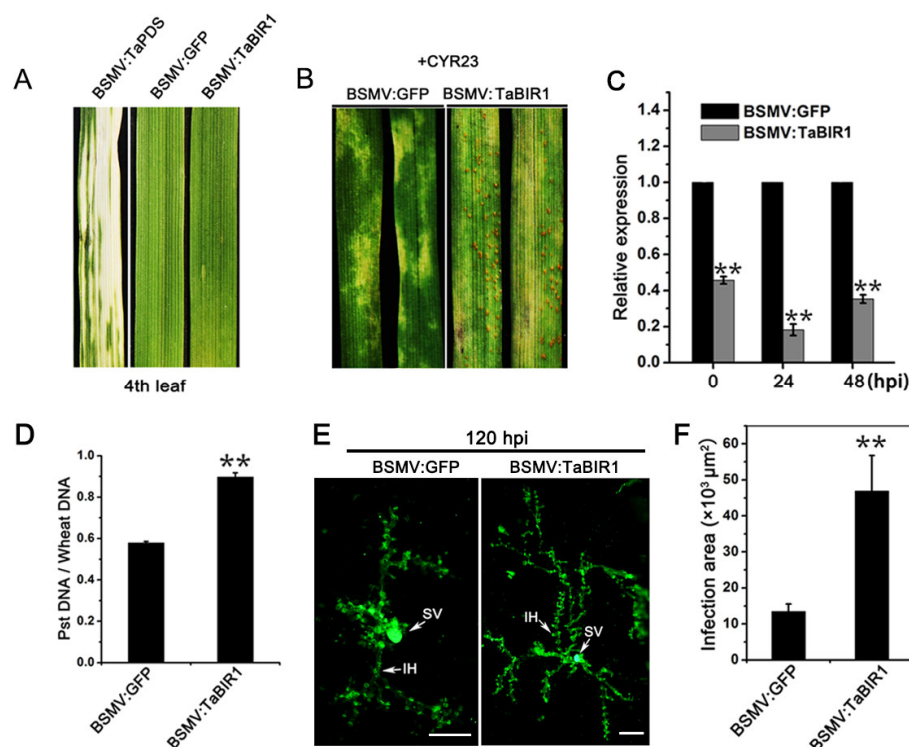 A
BSMV:TaPDS
BSMV:GFP
BSMV:TaBIR1
4th leaf
B
+CYR23
BSMV:GFP
BSMV:TaBIR1
C
Relative expression
1.4
1.2
1.0
0.8
0.6
0.4
0.2
0.0
BSMV:GFP
BSMV:TaBIR1
**
**
**
0
24
48 (hpi)
D
Pst DNA / Wheat DNA
1.0
0.8
0.6
0.4
0.2
0.0
**
BSMV:GFP
BSMV:TaBIR1
E
120 hpi
BSMV:GFP
BSMV:TaBIR1
SV
IH
IH
SV
F
Infection area (×10³ μm²)
60
50
40
30
20
10
0
**
BSMV:GFP
BSMV:TaBIR1